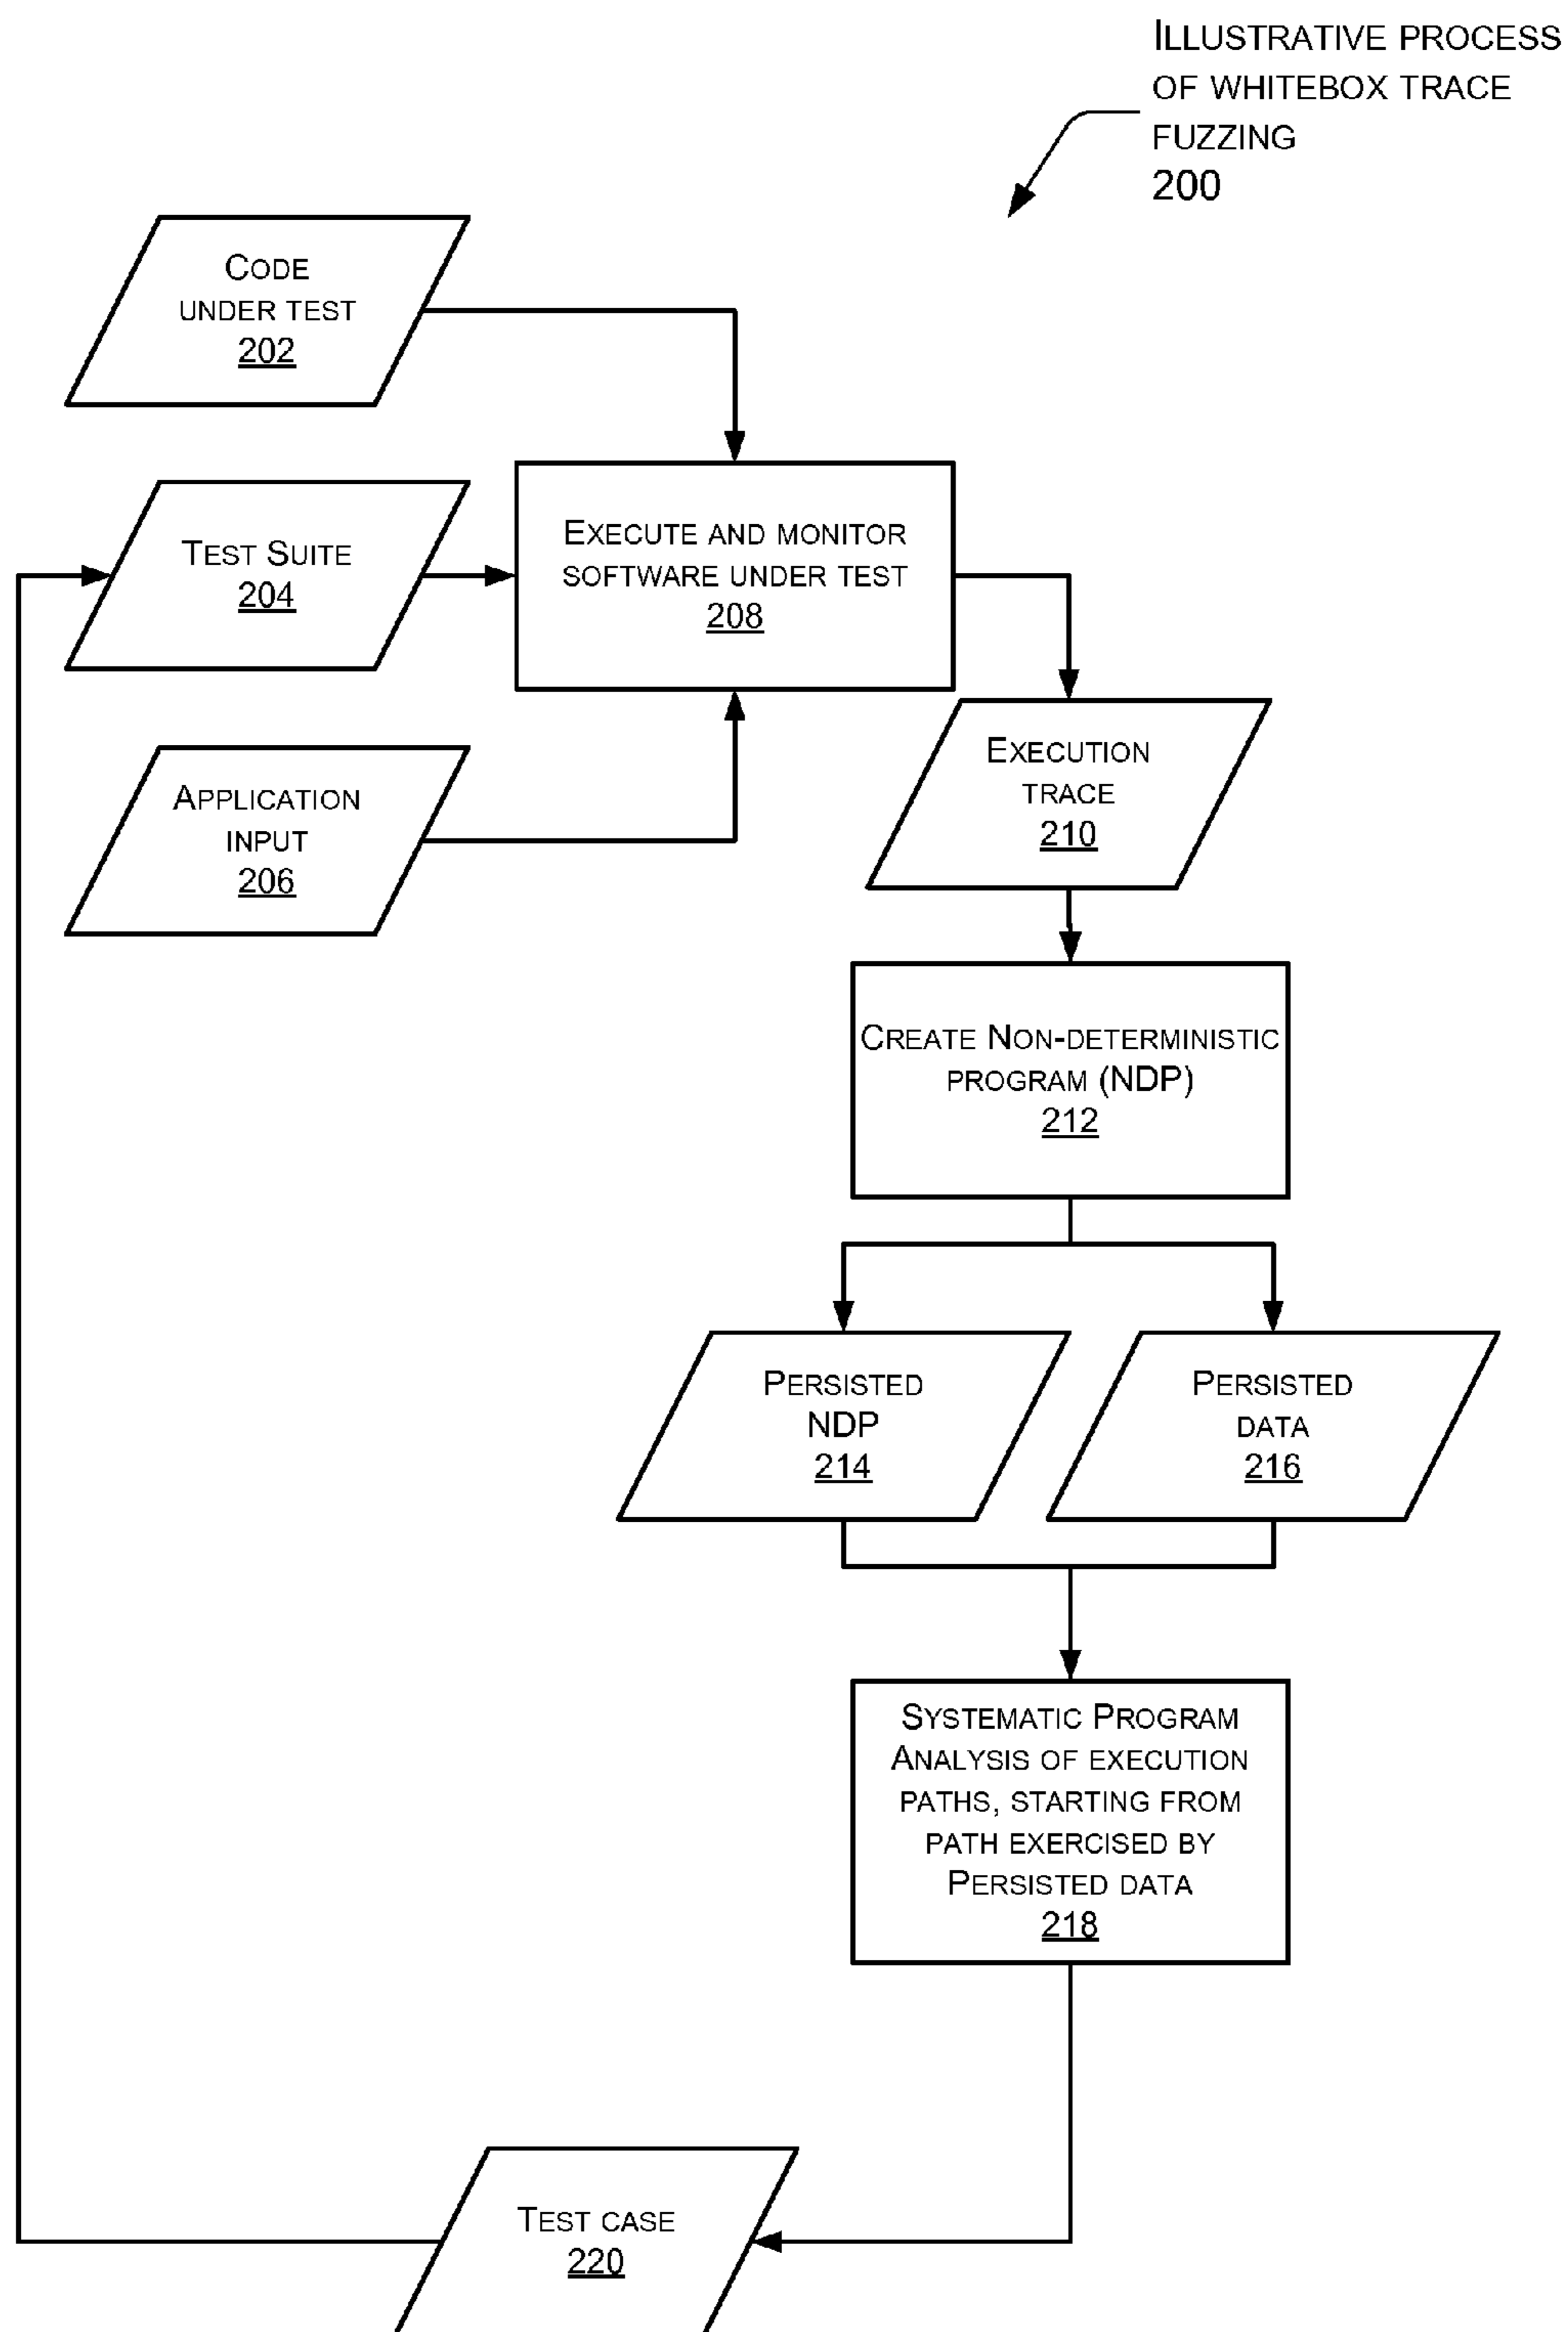 ILLUSTRATIVE PROCESS
OF WHITEBOX TRACE
FUZZING
200
CODE
UNDER TEST
202
TEST SUITE
204
EXECUTE AND MONITOR
SOFTWARE UNDER TEST
208
APPLICATION
INPUT
206
EXECUTION
TRACE
210
CREATE NON-DETERMINISTIC
PROGRAM (NDP)
212
PERSISTED
NDP
214
PERSISTED
DATA
216
SYSTEMATIC PROGRAM
ANALYSIS OF EXECUTION
PATHS, STARTING FROM
PATH EXERCISED BY
PERSISTED DATA
218
TEST CASE
220